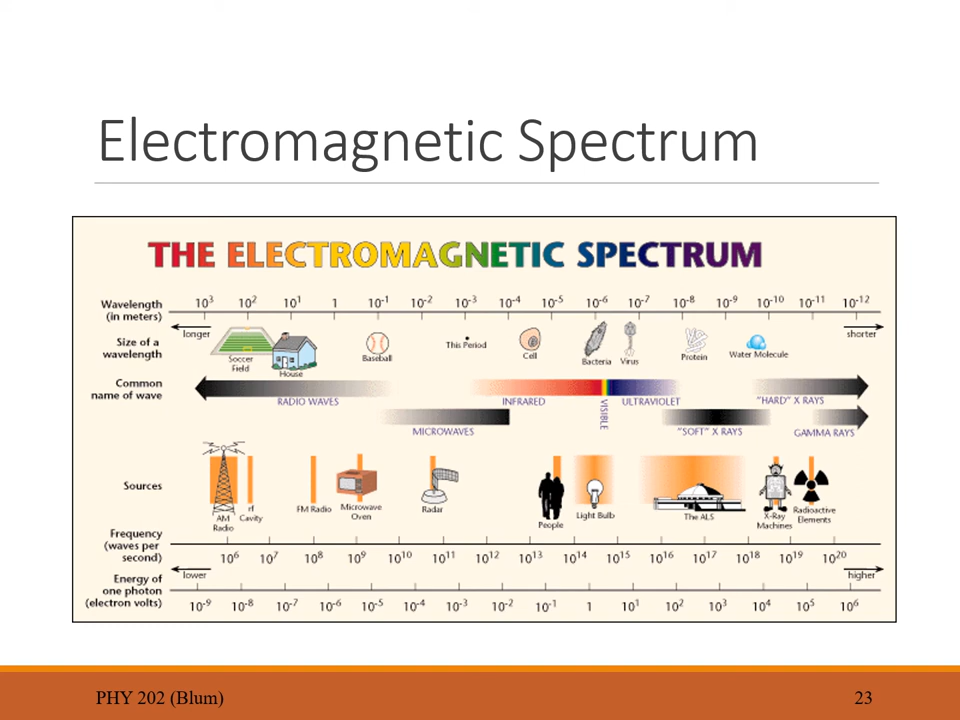 Electromagnetic Spectrum
THE ELECTROMAGNETIC SPECTRUM
Wavelength
(in meters)
10³ 10² 10¹ 1 10⁻¹ 10⁻² 10⁻³ 10⁻⁴ 10⁻⁵ 10⁻⁶ 10⁻⁷ 10⁻⁸ 10⁻⁹ 10⁻¹⁰ 10⁻¹¹ 10⁻¹²
longer
shorter
Size of a
wavelength
Soccer
Field
House
Baseball
This Period
Cell
Bacteria
Virus
Protein
Water Molecule
Common
name of wave
RADIO WAVES
INFRARED
VISIBLE
ULTRAVIOLET
"HARD" X RAYS
MICROWAVES
"SOFT" X RAYS
GAMMA RAYS
Sources
AM
Radio
rf
Cavity
FM Radio
Microwave
Oven
Radar
People
Light Bulb
The ALS
X-Ray
Machines
Radioactive
Elements
Frequency
(waves per
second)
10⁶ 10⁷ 10⁸ 10⁹ 10¹⁰ 10¹¹ 10¹² 10¹³ 10¹⁴ 10¹⁵ 10¹⁶ 10¹⁷ 10¹⁸ 10¹⁹ 10²⁰
lower
higher
Energy of
one photon
(electron volts)
10⁻⁹ 10⁻⁸ 10⁻⁷ 10⁻⁶ 10⁻⁵ 10⁻⁴ 10⁻³ 10⁻² 10⁻¹ 1 10¹ 10² 10³ 10⁴ 10⁵ 10⁶
PHY 202 (Blum)
23